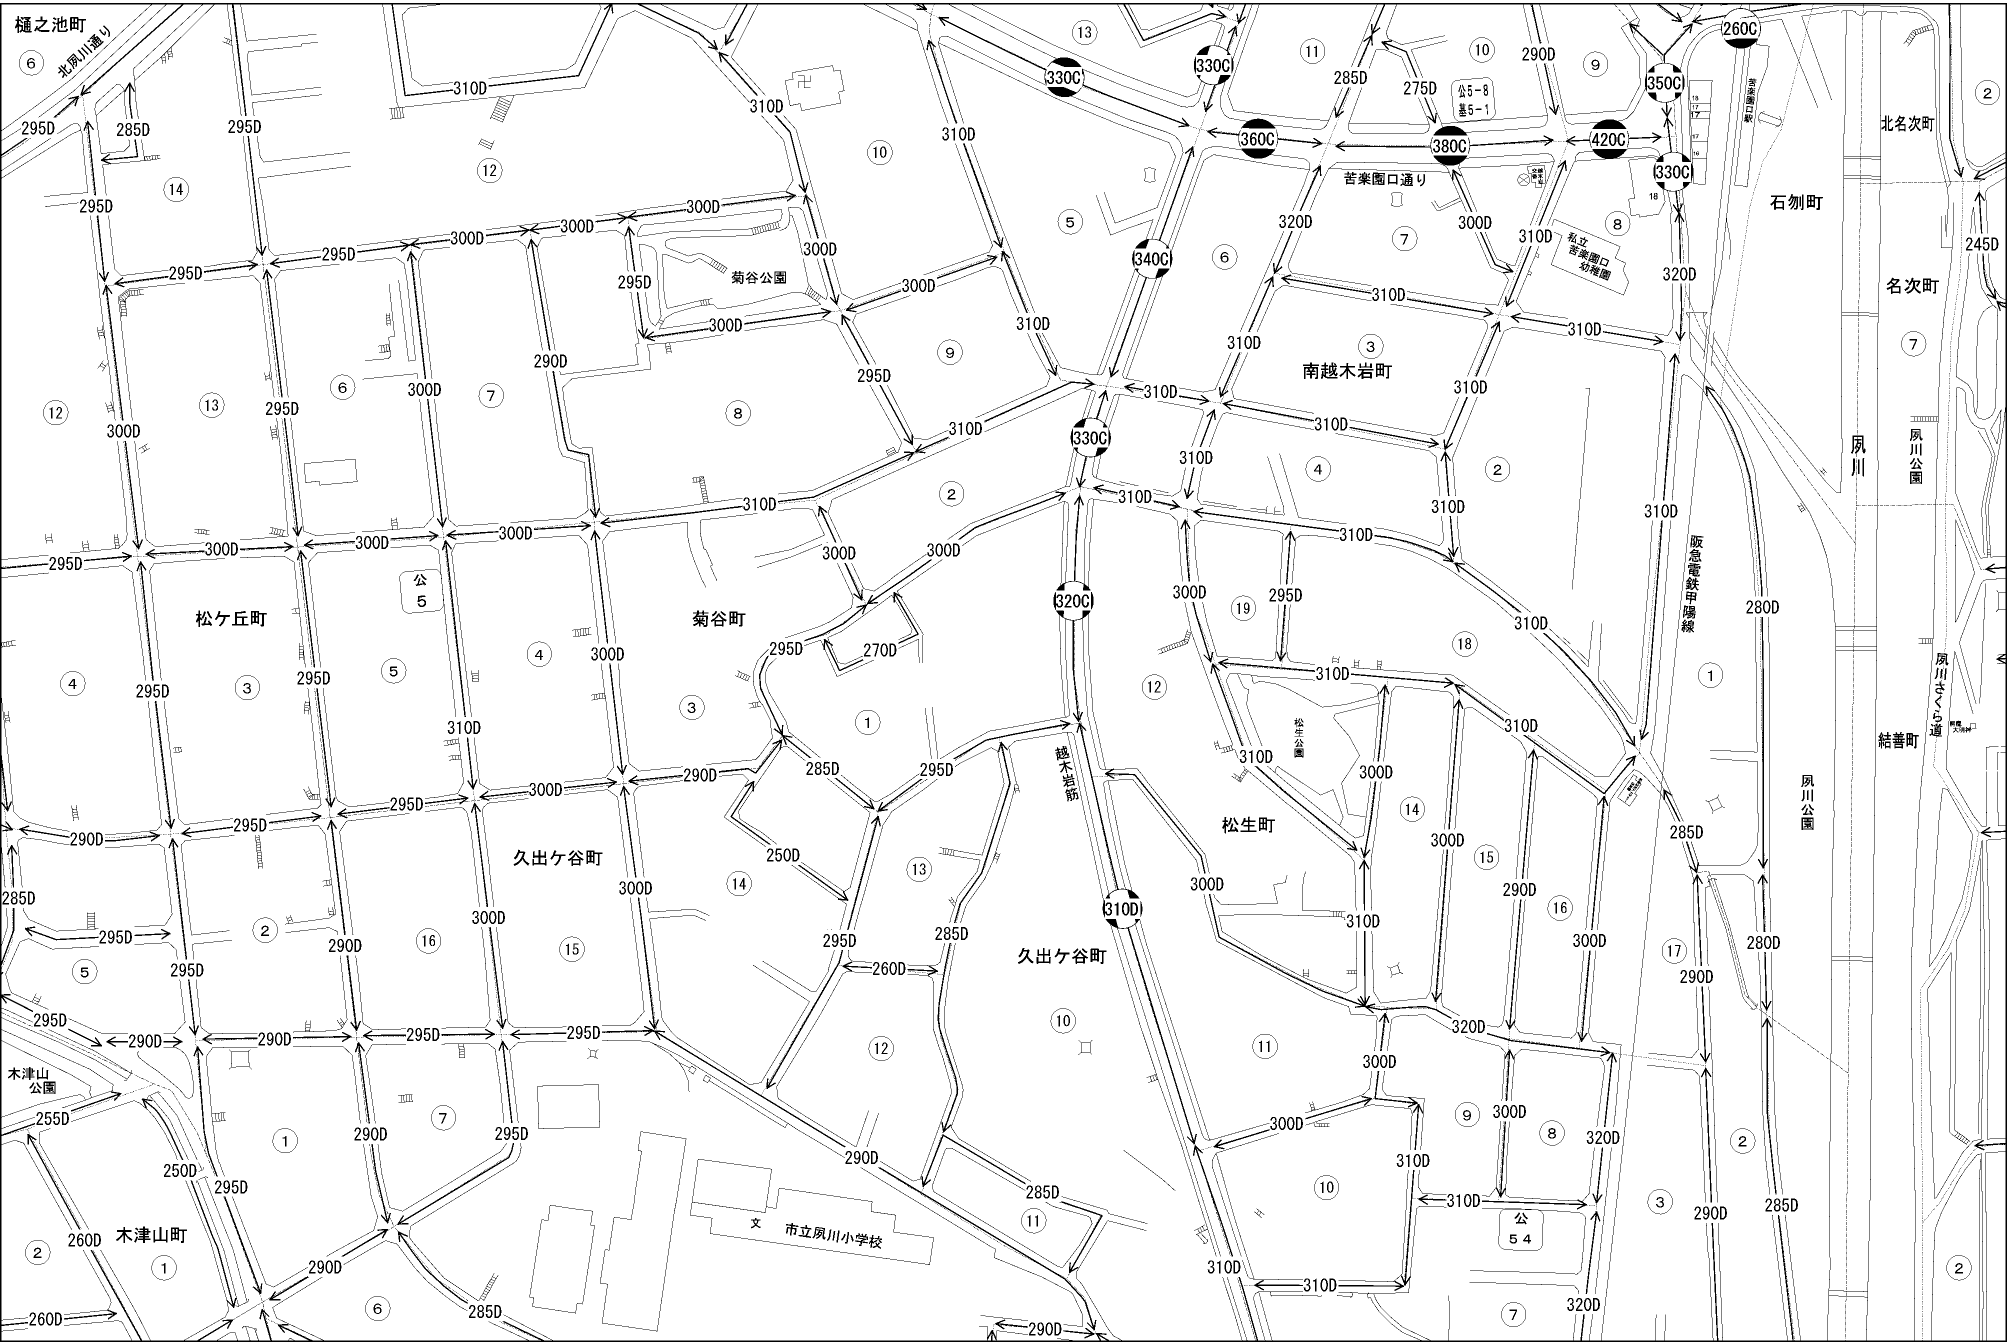 樋之池町
6
北夙川通り
310D
13
330C
330C
11
10
290D
9
260C
350C
2
295D
285D
295D
310D
310D
卍
10
285D
275D
公5-8
基5-1
苦楽園口駅
北名次町
360C
380C
420C
14
12
295D
5
苦楽園口通り
330C
18
17
17
17
16
16
石刎町
300D
300D
300D
300D
300D
320D
300D
310D
8
245D
295D
295D
295D
菊谷公園
300D
340C
6
7
私立
苦楽園口
幼稚園
320D
名次町
300D
310D
310D
310D
310D
12
13
295D
6
300D
7
290D
8
295D
9
310D
3
南越木岩町
310D
7
300D
310D
310D
310D
330C
310D
4
2
310D
夙川
夙川公園
310D
2
310D
310D
310D
310D
295D
300D
300D
300D
300D
300D
阪急電鉄甲陽線
公
5
松ケ丘町
菊谷町
300D
320C
300D
19
295D
310D
280D
4
3
5
4
295D
295D
310D
300D
295D
270D
3
1
12
18
310D
松生公園
310D
1
夙川さくら道
結善町
夙川公園
290D
295D
295D
300D
290D
285D
295D
越木岩筋
310D
300D
松生町
14
300D
15
285D
久出ケ谷町
250D
14
13
285D
295D
290D
2
16
300D
300D
15
295D
285D
310D
300D
310D
290D
16
300D
17
280D
290D
5
295D
260D
久出ケ谷町
10
295D
290D
290D
295D
295D
12
11
320D
300D
木津山
公園
255D
1
7
290D
295D
290D
300D
9
300D
8
320D
2
250D
295D
285D
11
10
310D
310D
3
290D
285D
公
54
木津山町
260D
2
1
文
市立夙川小学校
290D
6
285D
310D
310D
7
320D
2
260D
290D